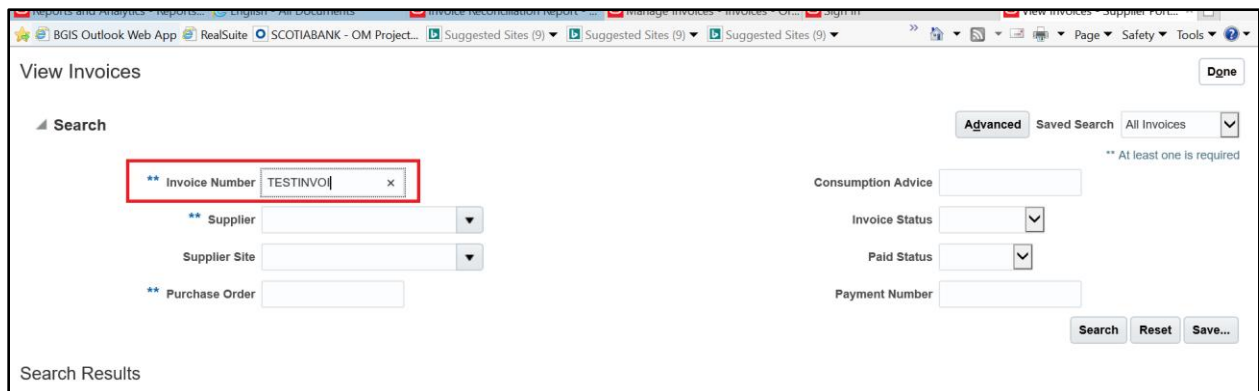 Reports and Analytics - Reports... English - All Documents Invoice Reconciliation Report - ... Manage Invoices - Invoices - Or... Sign In View Invoices - Supplier Port...
BGIS Outlook Web App RealSuite SCOTIABANK - OM Project... Suggested Sites (9) Suggested Sites (9) Suggested Sites (9) » Page Safety Tools
View Invoices Done
Search Advanced Saved Search All Invoices
** At least one is required
** Invoice Number TESTINVOI × Consumption Advice
** Supplier Invoice Status
Supplier Site Paid Status
** Purchase Order Payment Number
Search Reset Save...
Search Results